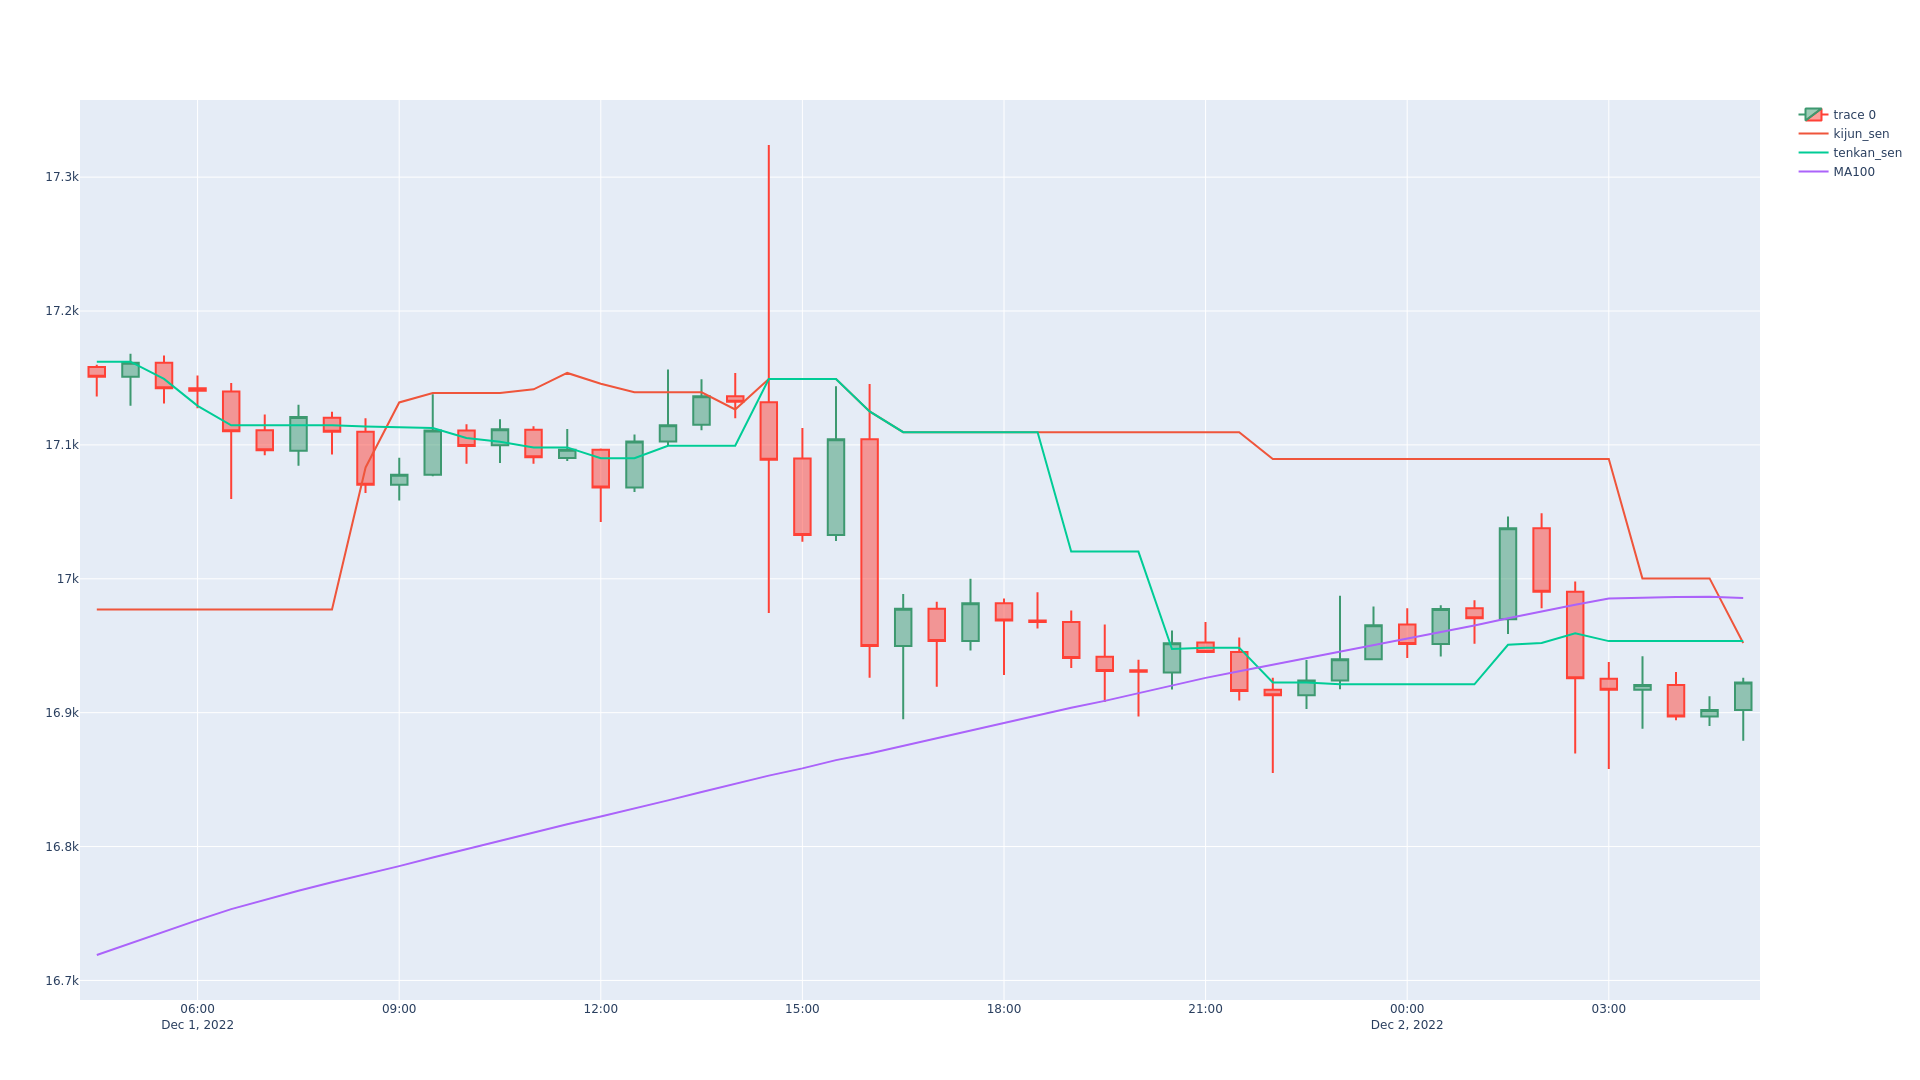 trace 0
kijun_sen
tenkan_sen
MA100
17.3k
17.2k
17.1k
17k
16.9k
16.8k
16.7k
06:00 09:00 12:00 15:00 18:00 21:00 00:00 03:00
Dec 1, 2022 Dec 2, 2022